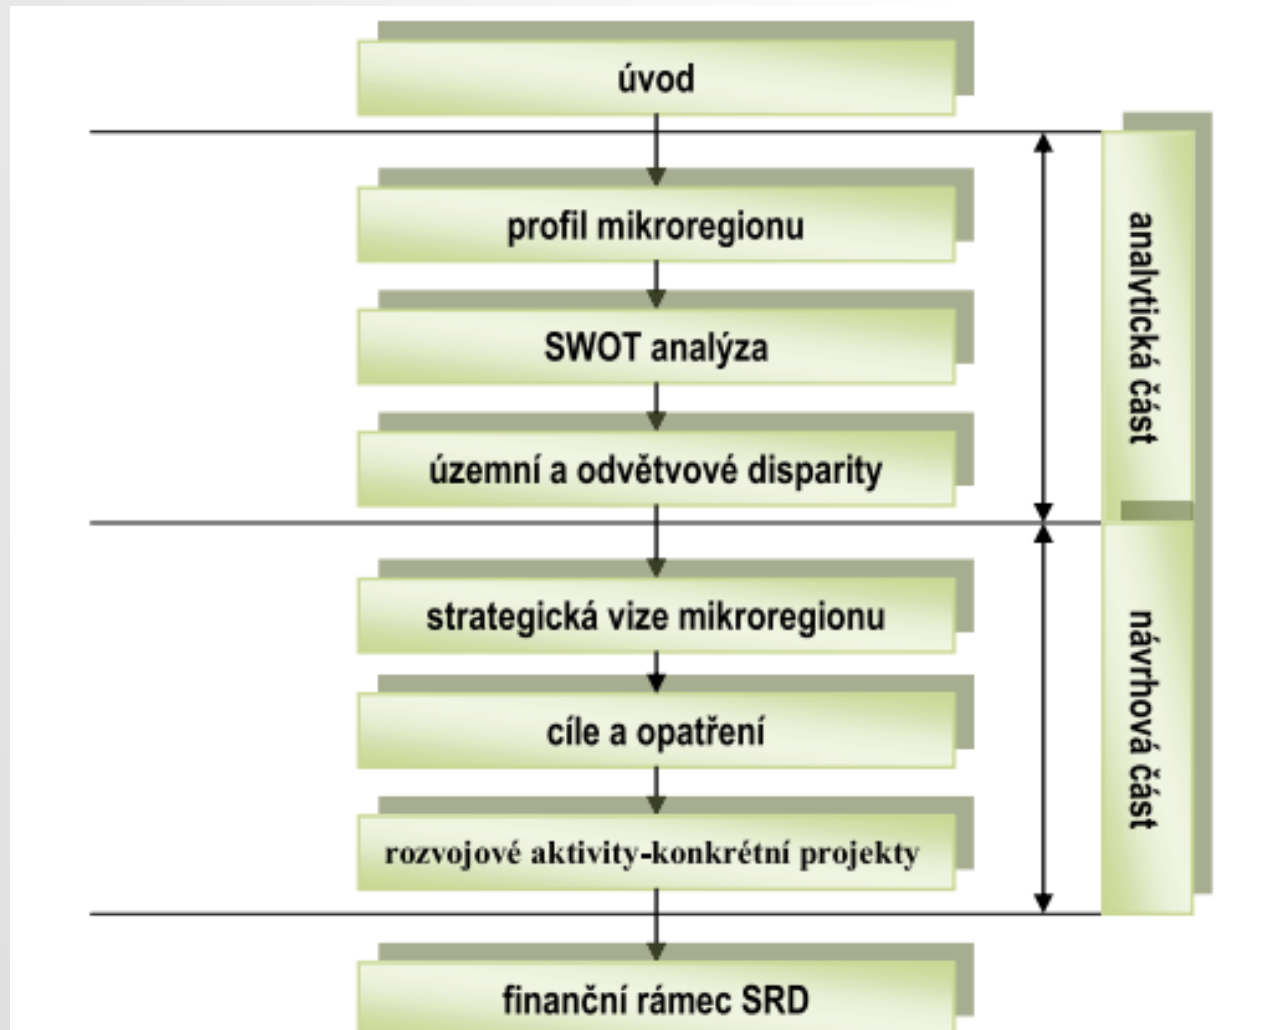 úvod
profil mikroregionu
SWOT analýza
územní a odvětvové disparity
analytická část
strategická vize mikroregionu
cíle a opatření
rozvojové aktivity-konkrétní projekty
návrhová část
finanční rámec SRD